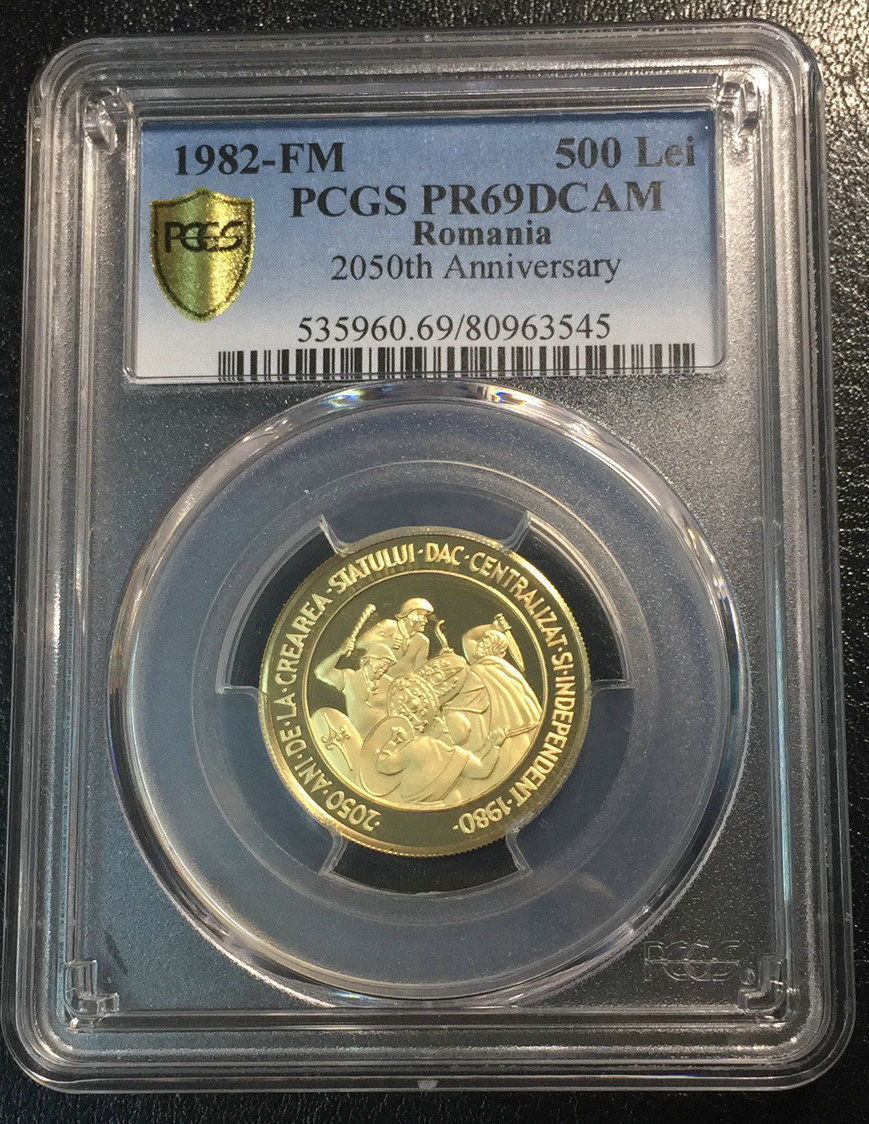 1982-FM 500 Lei
PCGS PR69DCAM
Romania
2050th Anniversary
535960.69/80963545
PCGS
·2050·ANI·DE·LA·CREAREA·STATULUI·DAC·CENTRALIZAT·SI·INDEPENDENT·1980·
PCGS